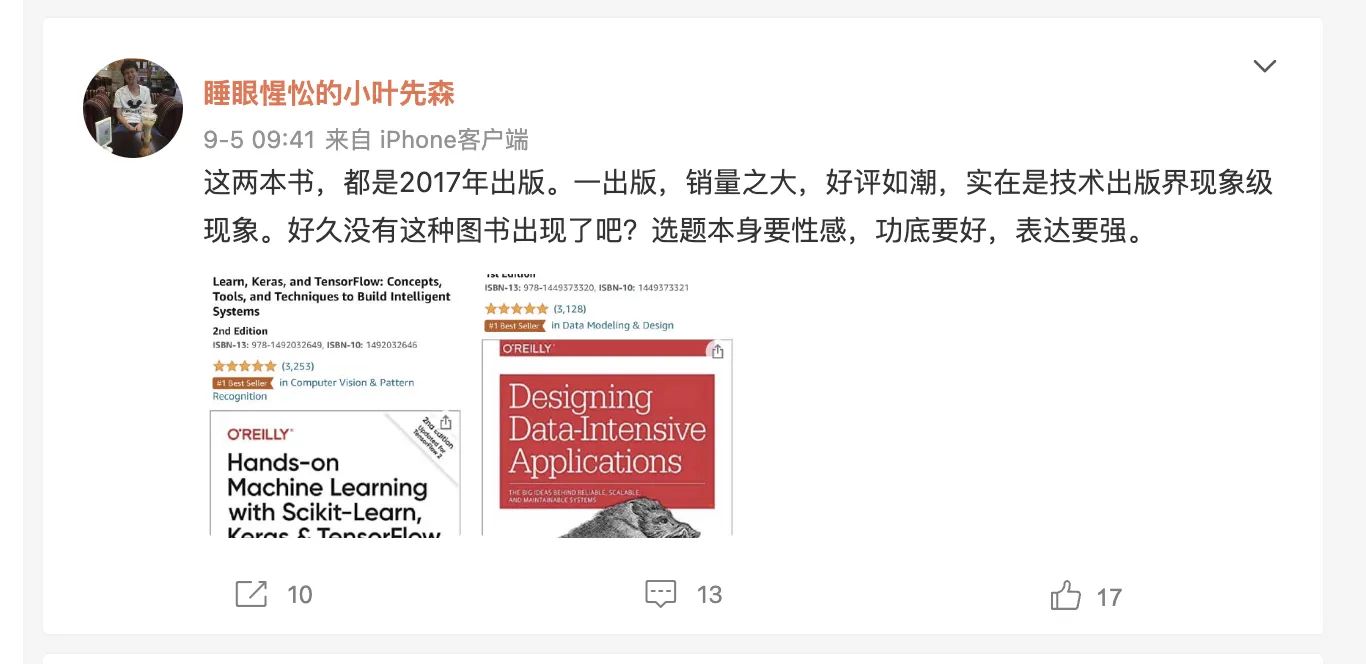 睡眼惺忪的小叶先森
9-5 09:41 来自 iPhone客户端
这两本书，都是2017年出版。一出版，销量之大，好评如潮，实在是技术出版界现象级
现象。好久没有这种图书出现了吧？选题本身要性感，功底要好，表达要强。
Learn, Keras, and TensorFlow: Concepts,
Tools, and Techniques to Build Intelligent
Systems
2nd Edition
ISBN-13: 978-1492032649, ISBN-10: 1492032646
(3,253)
#1 Best Seller in Computer Vision & Pattern
Recognition
O'REILLY®
2nd Edition
Updated for
TensorFlow 2
Hands-on
Machine Learning
with Scikit-Learn,
Keras & TensorFlow
1st Edition
ISBN-13: 978-1449373320, ISBN-10: 1449373321
(3,128)
#1 Best Seller in Data Modeling & Design
O'REILLY®
Designing
Data-Intensive
Applications
THE BIG IDEAS BEHIND RELIABLE, SCALABLE,
AND MAINTAINABLE SYSTEMS
10
13
17